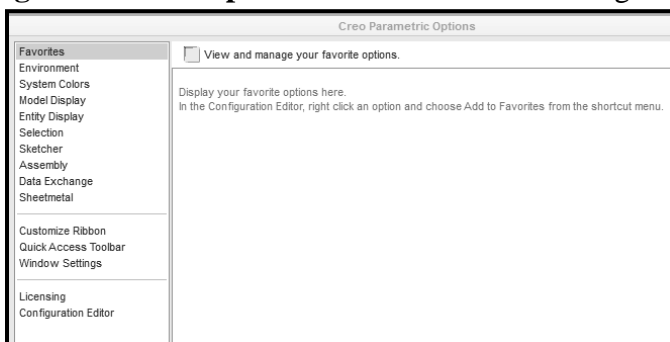 Creo Parametric Options
Favorites
Environment
System Colors
Model Display
Entity Display
Selection
Sketcher
Assembly
Data Exchange
Sheetmetal
Customize Ribbon
Quick Access Toolbar
Window Settings
Licensing
Configuration Editor
View and manage your favorite options.
Display your favorite options here.
In the Configuration Editor, right click an option and choose Add to Favorites from the shortcut menu.